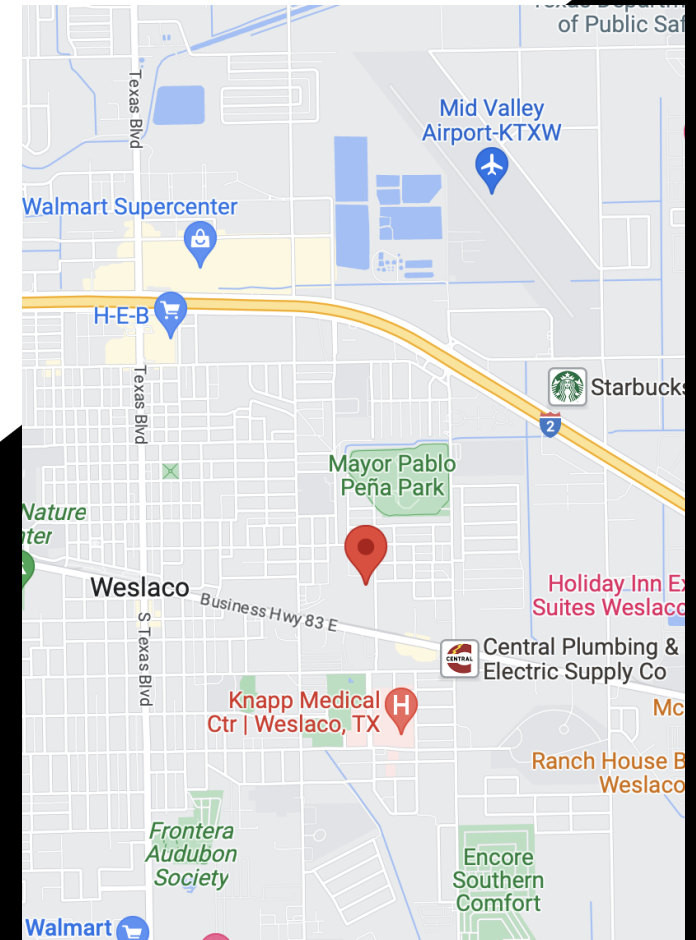 of Public Saf
Texas Blvd
Mid Valley
Airport-KTXW
Walmart Supercenter
H-E-B
Texas Blvd
Starbucks
2
Mayor Pablo
Peña Park
Nature
nter
Weslaco
Business Hwy 83 E
Holiday Inn Ex
Suites Weslaco
S Texas Blvd
CENTRAL
Central Plumbing &
Electric Supply Co
Knapp Medical
Ctr | Weslaco, TX
H
Mc
Ranch House B
Weslaco
Frontera
Audubon
Society
Encore
Southern
Comfort
Walmart